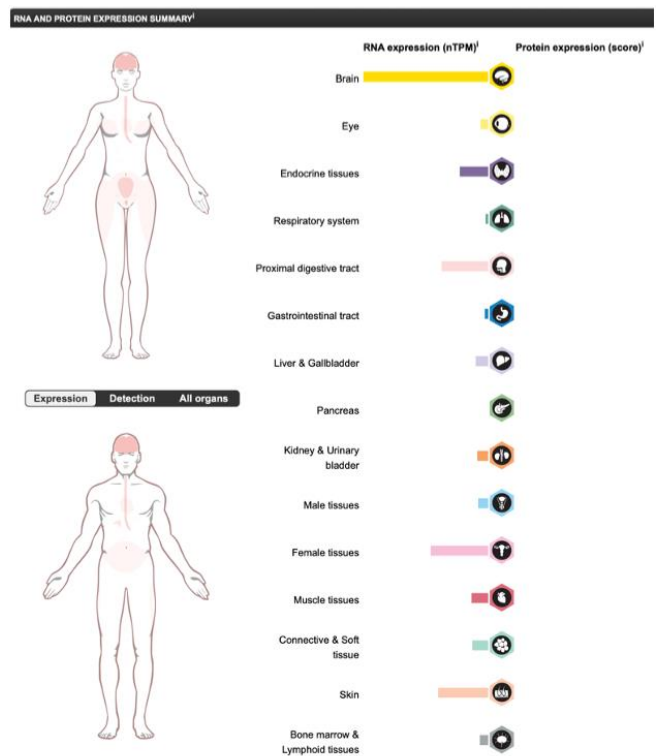 RNA AND PROTEIN EXPRESSION SUMMARYⁱ
RNA expression (nTPM)ⁱ Protein expression (score)ⁱ
Brain
Eye
Endocrine tissues
Respiratory system
Proximal digestive tract
Gastrointestinal tract
Liver & Gallbladder
Expression Detection All organs
Pancreas
Kidney & Urinary
bladder
Male tissues
Female tissues
Muscle tissues
Connective & Soft
tissue
Skin
Bone marrow &
Lymphoid tissues